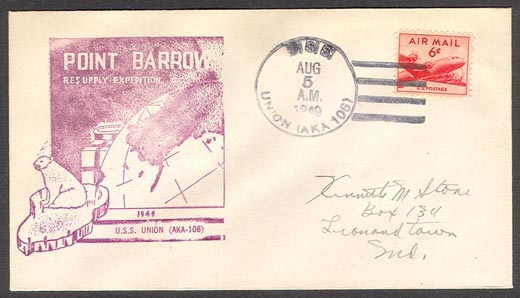 POINT BARROW
RESUPPLY EXPEDITION
1949
U.S.S. UNION (AKA-106)
U.S.S.
AUG
5
A.M.
1949
UNION (AKA 106)
AIR MAIL
6¢
U.S. POSTAGE
Kenneth M Stone
Box 134
Leonardtown
Md.